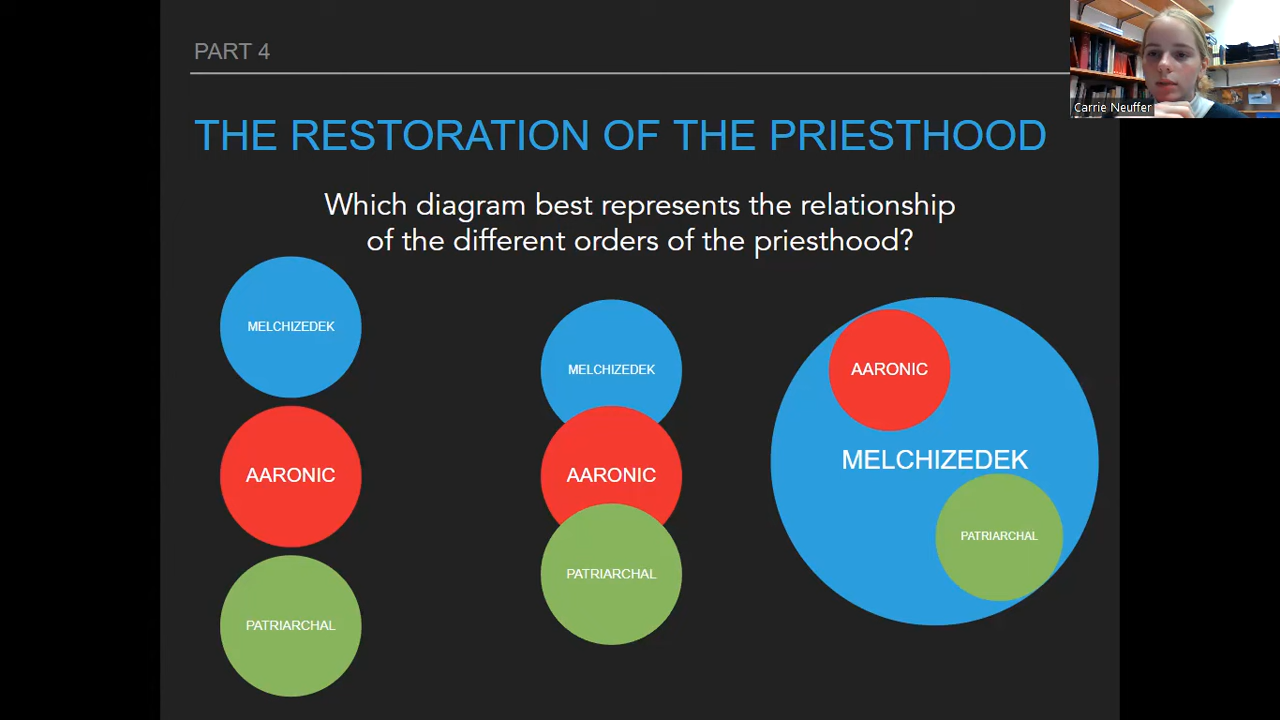 PART 4
Carrie Neuffer
THE RESTORATION OF THE PRIESTHOOD
Which diagram best represents the relationship
of the different orders of the priesthood?
MELCHIZEDEK
AARONIC
PATRIARCHAL
MELCHIZEDEK
AARONIC
PATRIARCHAL
AARONIC
MELCHIZEDEK
PATRIARCHAL